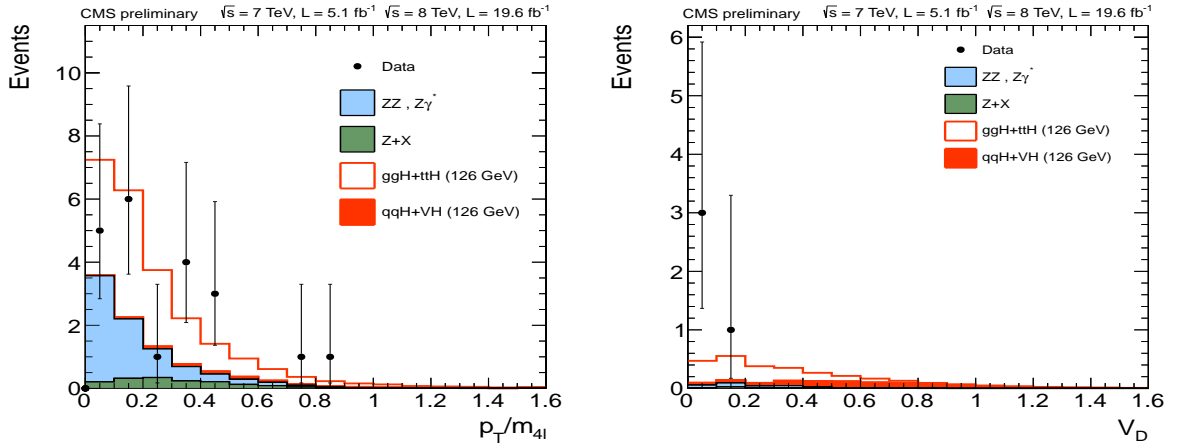 CMS preliminary √s = 7 TeV, L = 5.1 fb⁻¹ √s = 8 TeV, L = 19.6 fb⁻¹
Events
10
8
6
4
2
0
Data
ZZ , Zγ*
Z+X
ggH+ttH (126 GeV)
qqH+VH (126 GeV)
0 0.2 0.4 0.6 0.8 1 1.2 1.4 1.6
p_T/m_4l
CMS preliminary √s = 7 TeV, L = 5.1 fb⁻¹ √s = 8 TeV, L = 19.6 fb⁻¹
Events
6
5
4
3
2
1
0
Data
ZZ , Zγ*
Z+X
ggH+ttH (126 GeV)
qqH+VH (126 GeV)
0 0.2 0.4 0.6 0.8 1 1.2 1.4 1.6
V_D